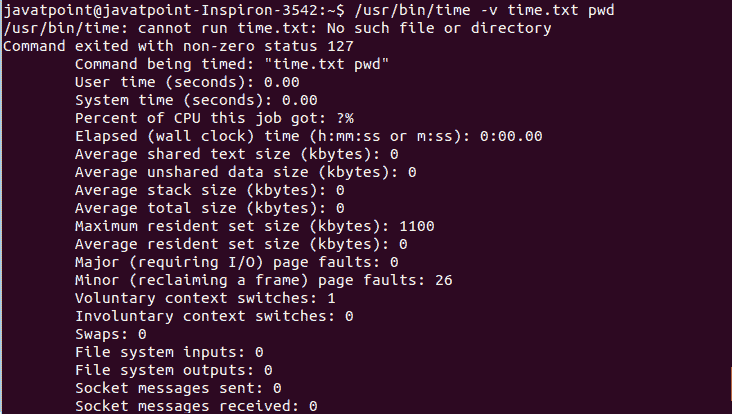 javatpoint@javatpoint-Inspiron-3542:~$ /usr/bin/time -v time.txt pwd
/usr/bin/time: cannot run time.txt: No such file or directory
Command exited with non-zero status 127
Command being timed: "time.txt pwd"
User time (seconds): 0.00
System time (seconds): 0.00
Percent of CPU this job got: ?%
Elapsed (wall clock) time (h:mm:ss or m:ss): 0:00.00
Average shared text size (kbytes): 0
Average unshared data size (kbytes): 0
Average stack size (kbytes): 0
Average total size (kbytes): 0
Maximum resident set size (kbytes): 1100
Average resident set size (kbytes): 0
Major (requiring I/O) page faults: 0
Minor (reclaiming a frame) page faults: 26
Voluntary context switches: 1
Involuntary context switches: 0
Swaps: 0
File system inputs: 0
File system outputs: 0
Socket messages sent: 0
Socket messages received: 0